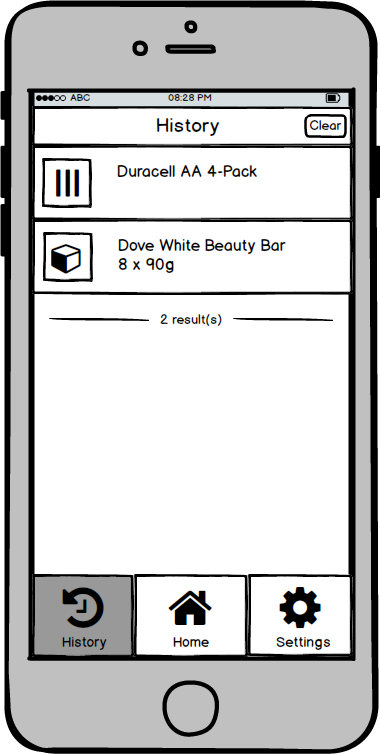 ABC 08:28 PM
History Clear
Duracell AA 4-Pack
Dove White Beauty Bar
8 x 90g
2 result(s)
History Home Settings